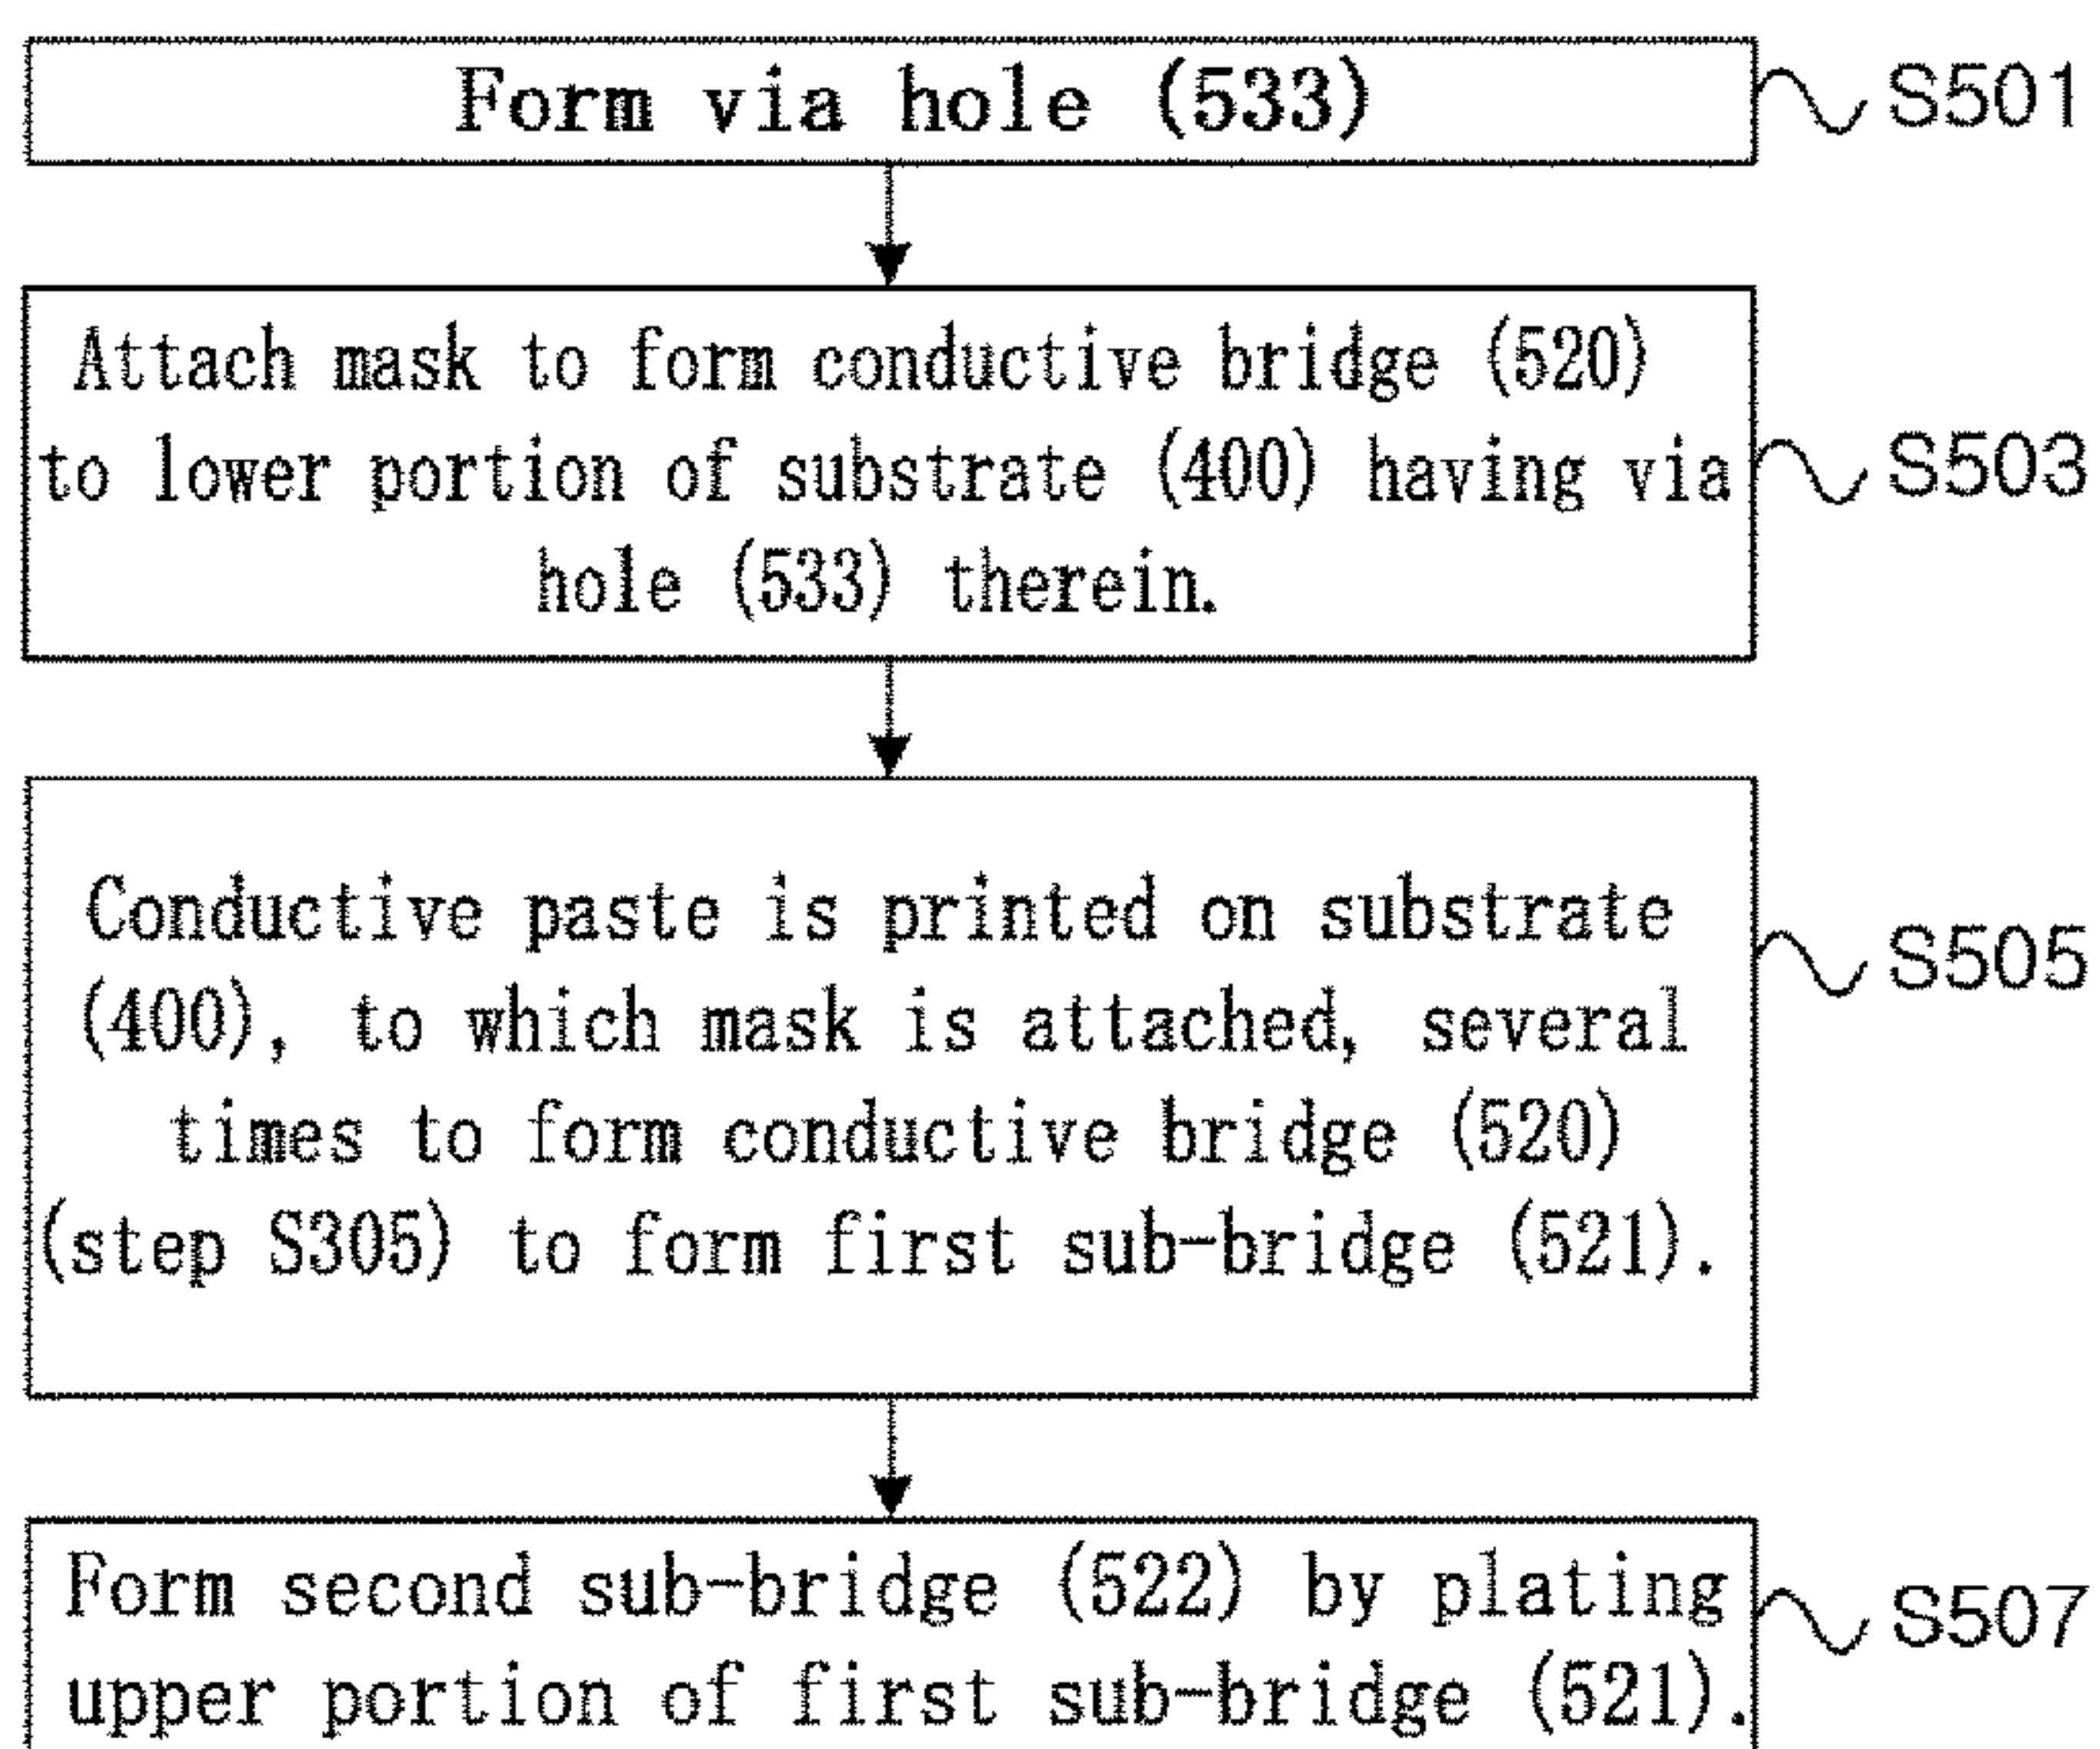 Form via hole (533)
S501
Attach mask to form conductive bridge (520)
to lower portion of substrate (400) having via
hole (533) therein.
S503
Conductive paste is printed on substrate
(400), to which mask is attached, several
times to form conductive bridge (520)
(step S305) to form first sub-bridge (521).
S505
Form second sub-bridge (522) by plating
upper portion of first sub-bridge (521).
S507